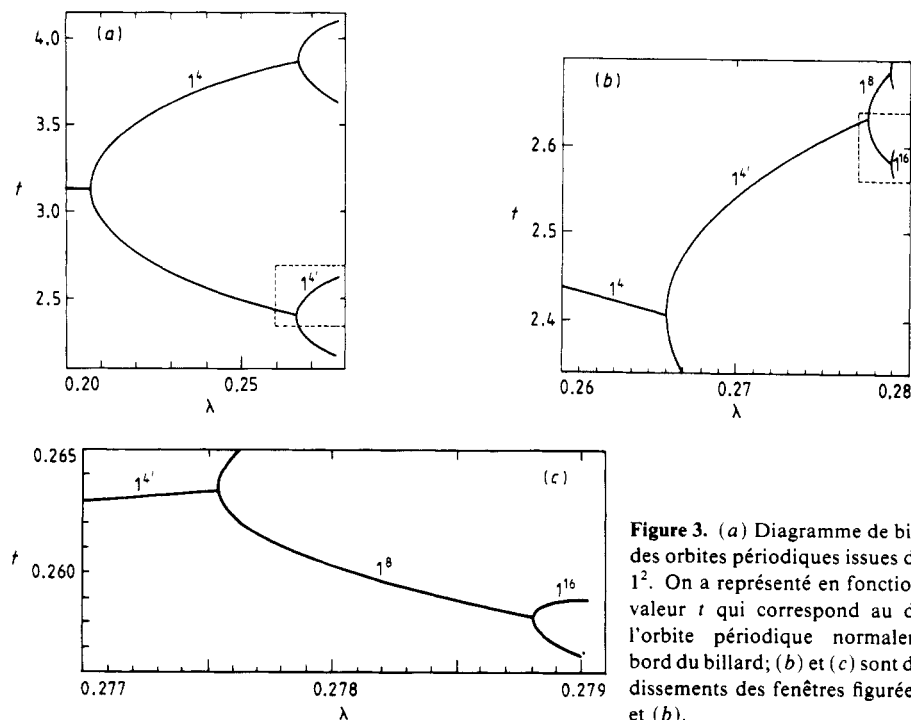 (a)
4.0
3.5
3.0
2.5
t
1⁴
1⁴'
0.20
0.25
λ
(b)
2.6
2.5
2.4
t
1⁴
1⁴'
1⁸
1¹⁶
0.26
0.27
0.28
λ
(c)
0.265
0.260
t
1⁴'
1⁸
1¹⁶
0.277
0.278
0.279
λ
Figure 3. (a) Diagramme de bi
des orbites périodiques issues d
1². On a représenté en fonction
valeur t qui correspond au d
l'orbite périodique normaler
bord du billard; (b) et (c) sont d
dissements des fenêtres figurée
et (b).